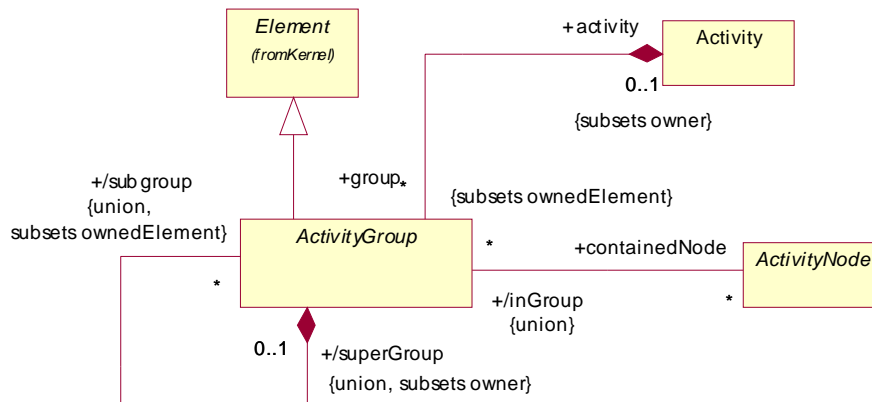 Element
(fromKernel)
+activity
Activity
0..1
{subsets owner}
+/subgroup
{union,
subsets ownedElement}
*
+group
*
{subsets ownedElement}
ActivityGroup
*
+containedNode
ActivityNode
*
+/inGroup
{union}
0..1
+/superGroup
{union, subsets owner}